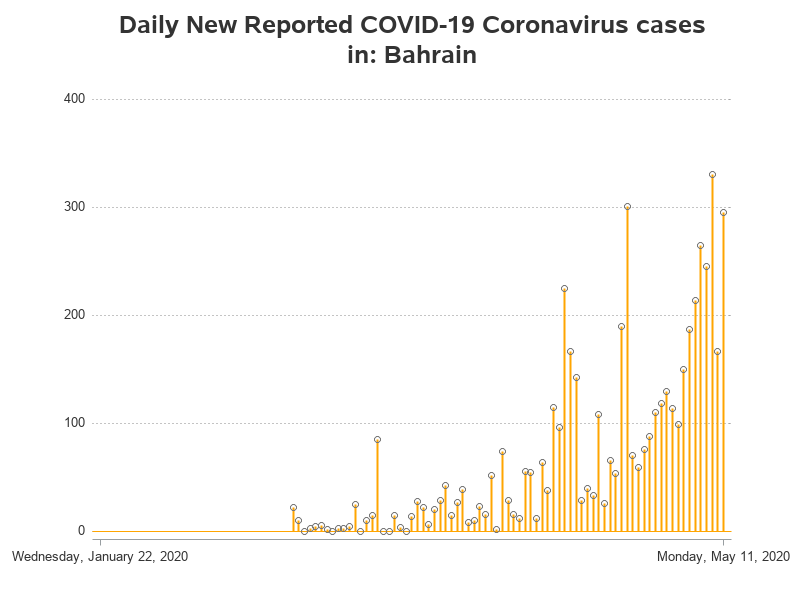 Daily New Reported COVID-19 Coronavirus cases
in: Bahrain
400
300
200
100
0
Wednesday, January 22, 2020
Monday, May 11, 2020